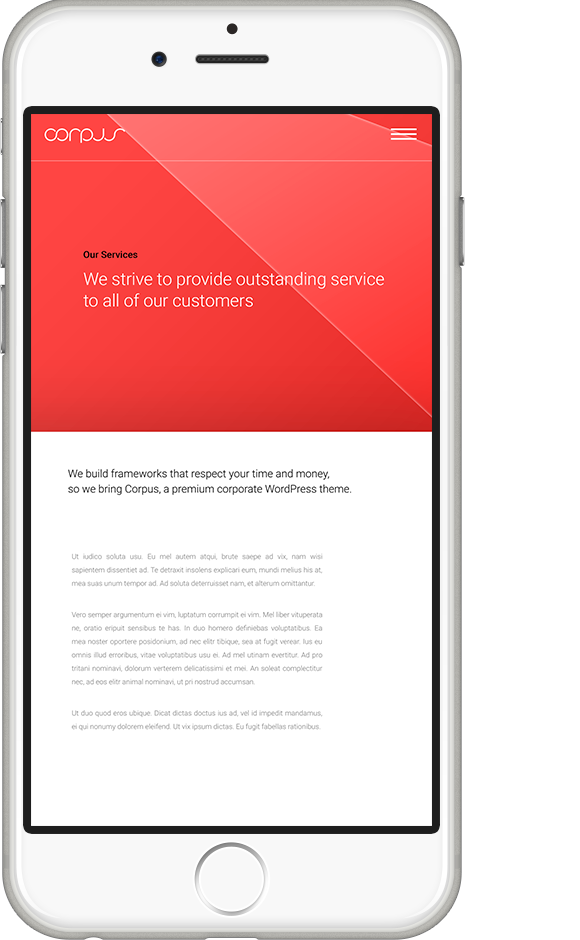 corpus
Our Services
We strive to provide outstanding service
to all of our customers
We build frameworks that respect your time and money,
so we bring Corpus, a premium corporate WordPress theme.
Ut iudico soluta usu. Eu mel autem atqui, brute saepe ad vix, nam wisi
sapientem dissentiet ad. Te detraxit insolens explicari eum, mundi melius his at,
mea suas unum tempor ad. Ad soluta deterruisset nam, et alterum omittantur.
Vero semper argumentum ei vim, luptatum corrumpit ei vim. Mel liber vituperata
ne, oratio eripuit sensibus te has. In duo homero definiebas voluptatibus. Ea
mea noster oportere posidonium, ad nec elitr tibique, sea at fugit verear. Ius eu
omnis illud erroribus, vitae voluptatibus usu ei. Ad mel utinam evertitur. Ad pro
tritani nominavi, dolorum verterem delicatissimi et mei. An soleat complectitur
nec, ad eos elitr animal nominavi, ut pri nostrud accumsan.
Ut duo quod eros ubique. Dicat dictas doctus ius ad, vel id impedit mandamus,
ei qui nonumy dolorem eleifend. Ut vix ipsum dictas. Eu fugit fabellas rationibus.